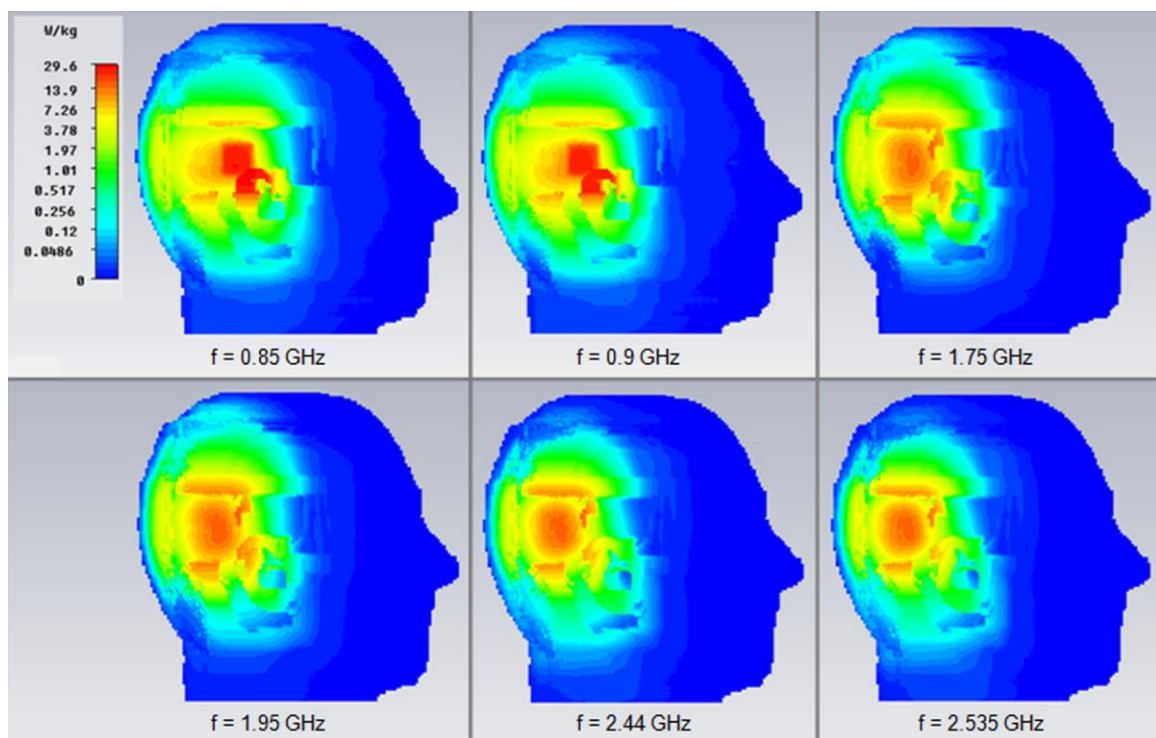 W/kg
29.6
13.9
7.26
3.78
1.97
1.01
0.517
0.256
0.12
0.0486
0
f = 0.85 GHz
f = 0.9 GHz
f = 1.75 GHz
f = 1.95 GHz
f = 2.44 GHz
f = 2.535 GHz